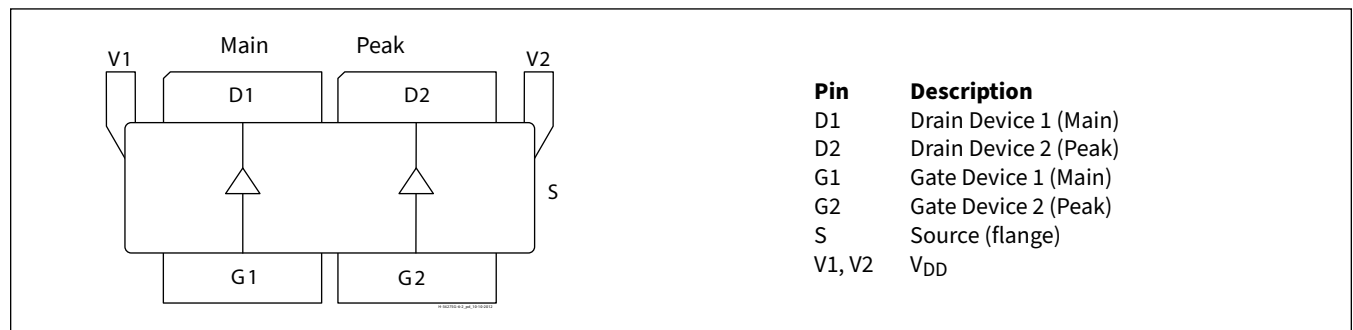 Main Peak
V1 V2
D1 D2
S
G1 G2
Pin Description
D1 Drain Device 1 (Main)
D2 Drain Device 2 (Peak)
G1 Gate Device 1 (Main)
G2 Gate Device 2 (Peak)
S Source (flange)
V1, V2 VDD